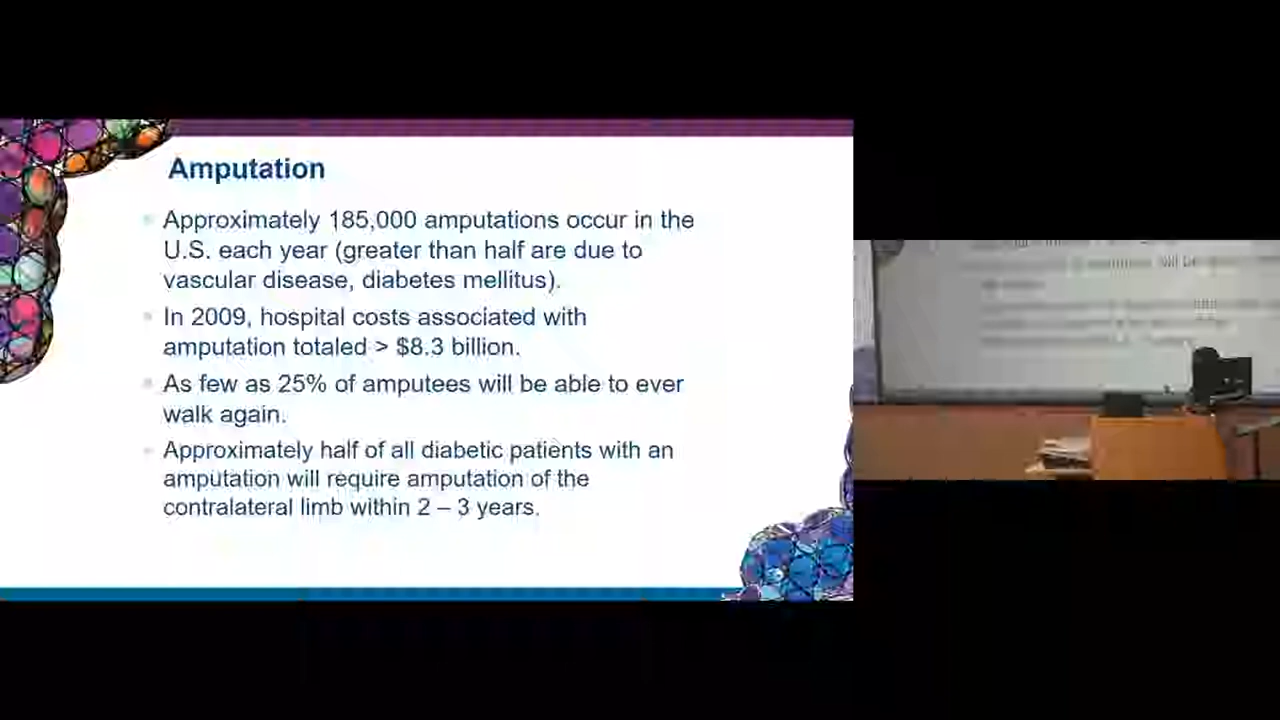 Amputation
Approximately 185,000 amputations occur in the
U.S. each year (greater than half are due to
vascular disease, diabetes mellitus).
In 2009, hospital costs associated with
amputation totaled > $8.3 billion.
As few as 25% of amputees will be able to ever
walk again.
Approximately half of all diabetic patients with an
amputation will require amputation of the
contralateral limb within 2 – 3 years.